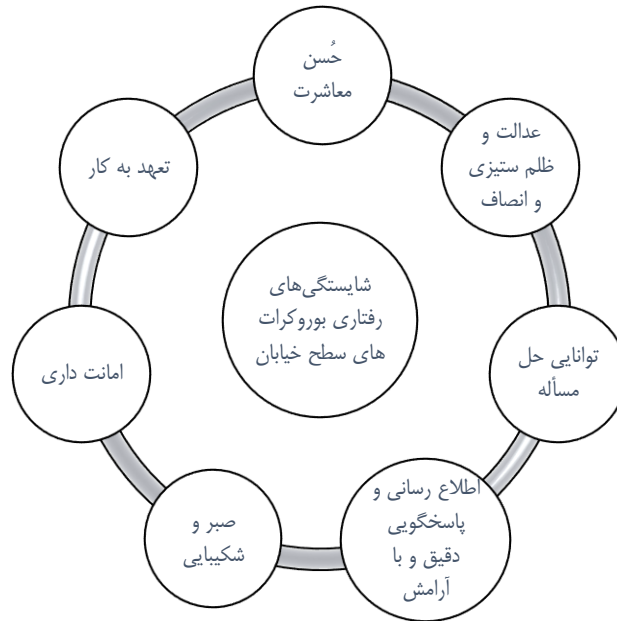 حُسن
معاشرت
عدالت و
ظلم ستیزی
و انصاف
توانایی حل
مسأله
اطلاع رسانی و
پاسخگویی
دقیق و با
آرامش
صبر و
شکیبایی
امانت داری
تعهد به کار
شایستگی‌های
رفتاری بوروکرات
های سطح خیابان